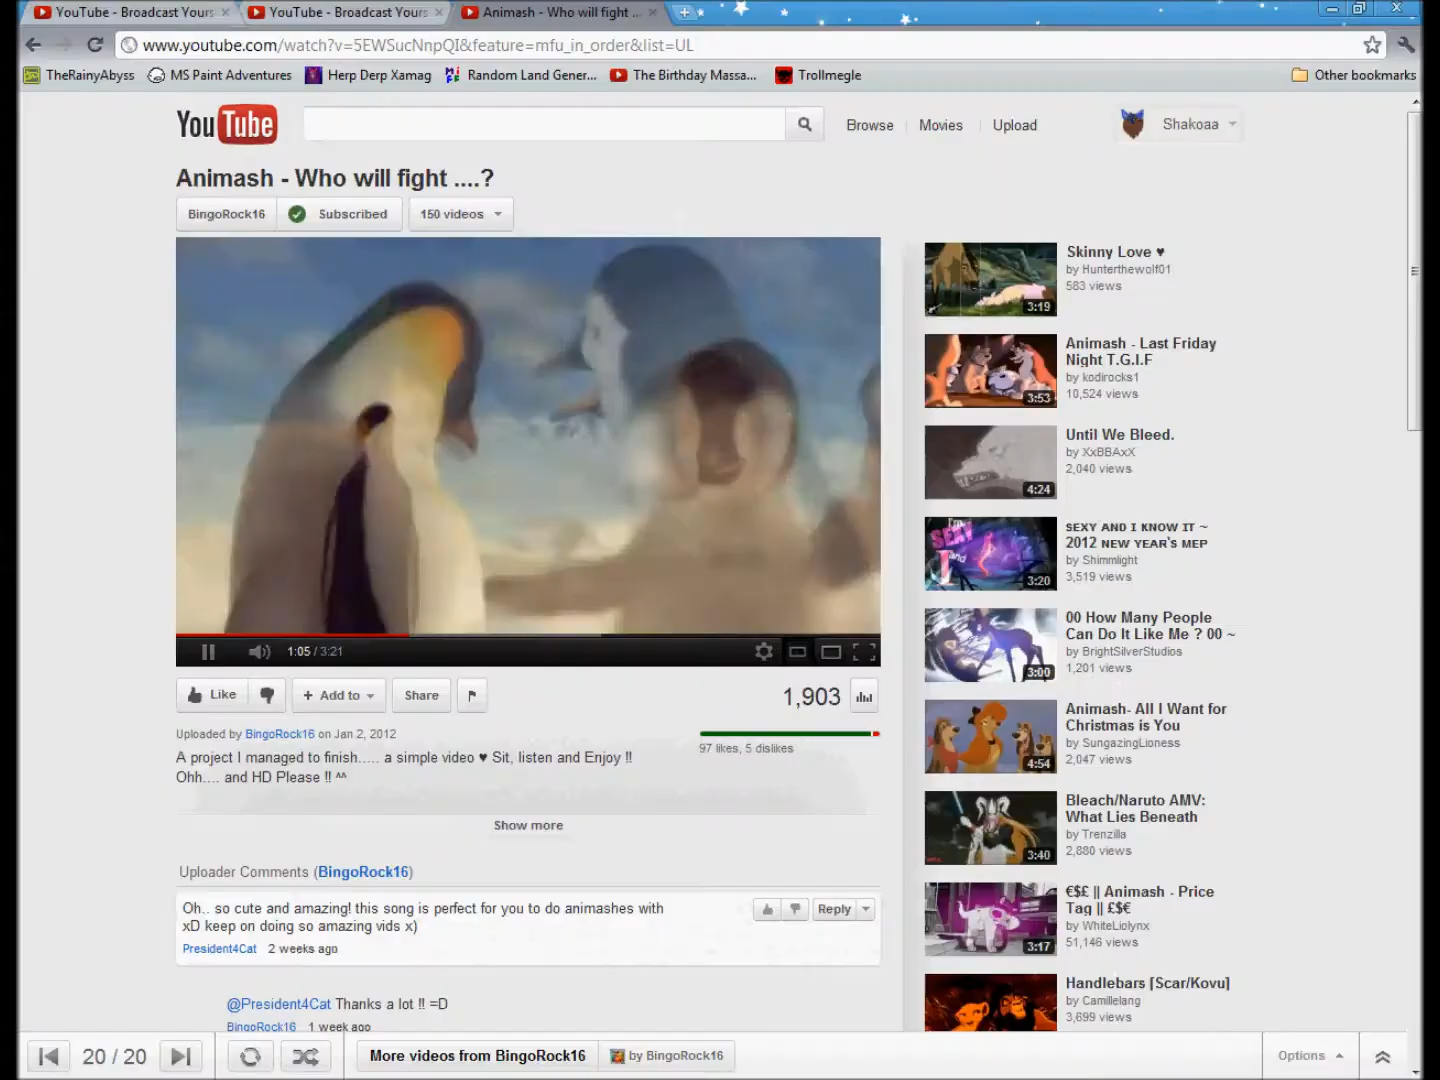 YouTube - Broadcast Yours
YouTube - Broadcast Yours
Animash - Who will fight ...
www.youtube.com/watch?v=5EWSucNnpQI&feature=mfu_in_order&list=UL
TheRainyAbyss
MS Paint Adventures
Herp Derp Xamag
Random Land Gener...
The Birthday Massa...
Trollmegle
Other bookmarks
YouTube
Browse
Movies
Upload
Shakoaa
Animash - Who will fight ....?
BingoRock16
Subscribed
150 videos
1:05 / 3:21
Like
+ Add to
Share
1,903
Uploaded by BingoRock16 on Jan 2, 2012
97 likes, 5 dislikes
A project I managed to finish..... a simple video ♥ Sit, listen and Enjoy !!
Ohh.... and HD Please !! ^^
Show more
Uploader Comments (BingoRock16)
Oh.. so cute and amazing! this song is perfect for you to do animashes with
xD keep on doing so amazing vids x)
Reply
President4Cat 2 weeks ago
@President4Cat Thanks a lot !! =D
BingoRock16 1 week ago
3:19
Skinny Love ♥
by Hunterthewolf01
583 views
3:53
Animash - Last Friday
Night T.G.I.F
by kodirocks1
10,524 views
4:24
Until We Bleed.
by XxBBAxX
2,040 views
SEXY
3:20
ꜱᴇxʏ ᴀɴᴅ ɪ ᴋɴᴏᴡ ɪᴛ ~
2012 ɴᴇᴡ ʏᴇᴀʀ'ꜱ ᴍᴇᴘ
by Shimmlight
3,519 views
3:00
00 How Many People
Can Do It Like Me ? 00 ~
by BrightSilverStudios
1,201 views
4:54
Animash- All I Want for
Christmas is You
by SungazingLioness
2,047 views
3:40
Bleach/Naruto AMV:
What Lies Beneath
by Trenzilla
2,880 views
3:17
€$£ || Animash - Price
Tag || £$€
by WhiteLiolynx
51,146 views
Handlebars [Scar/Kovu]
by Camillelang
3,699 views
20 / 20
More videos from BingoRock16
by BingoRock16
Options